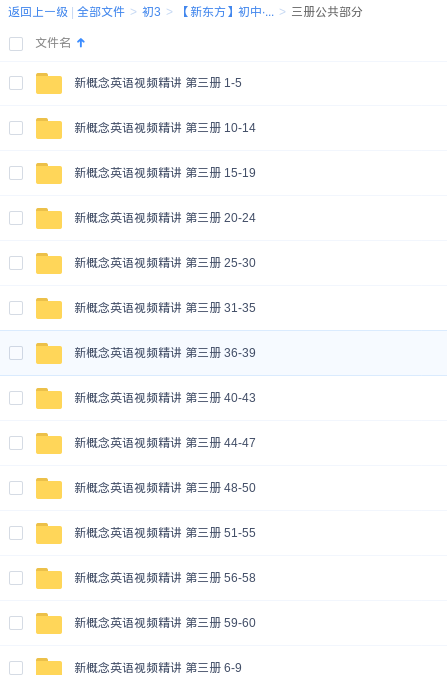 返回上一级 | 全部文件 > 初3 > 【新东方】初中·... > 三册公共部分
文件名
新概念英语视频精讲 第三册 1-5
新概念英语视频精讲 第三册 10-14
新概念英语视频精讲 第三册 15-19
新概念英语视频精讲 第三册 20-24
新概念英语视频精讲 第三册 25-30
新概念英语视频精讲 第三册 31-35
新概念英语视频精讲 第三册 36-39
新概念英语视频精讲 第三册 40-43
新概念英语视频精讲 第三册 44-47
新概念英语视频精讲 第三册 48-50
新概念英语视频精讲 第三册 51-55
新概念英语视频精讲 第三册 56-58
新概念英语视频精讲 第三册 59-60
新概念英语视频精讲 第三册 6-9